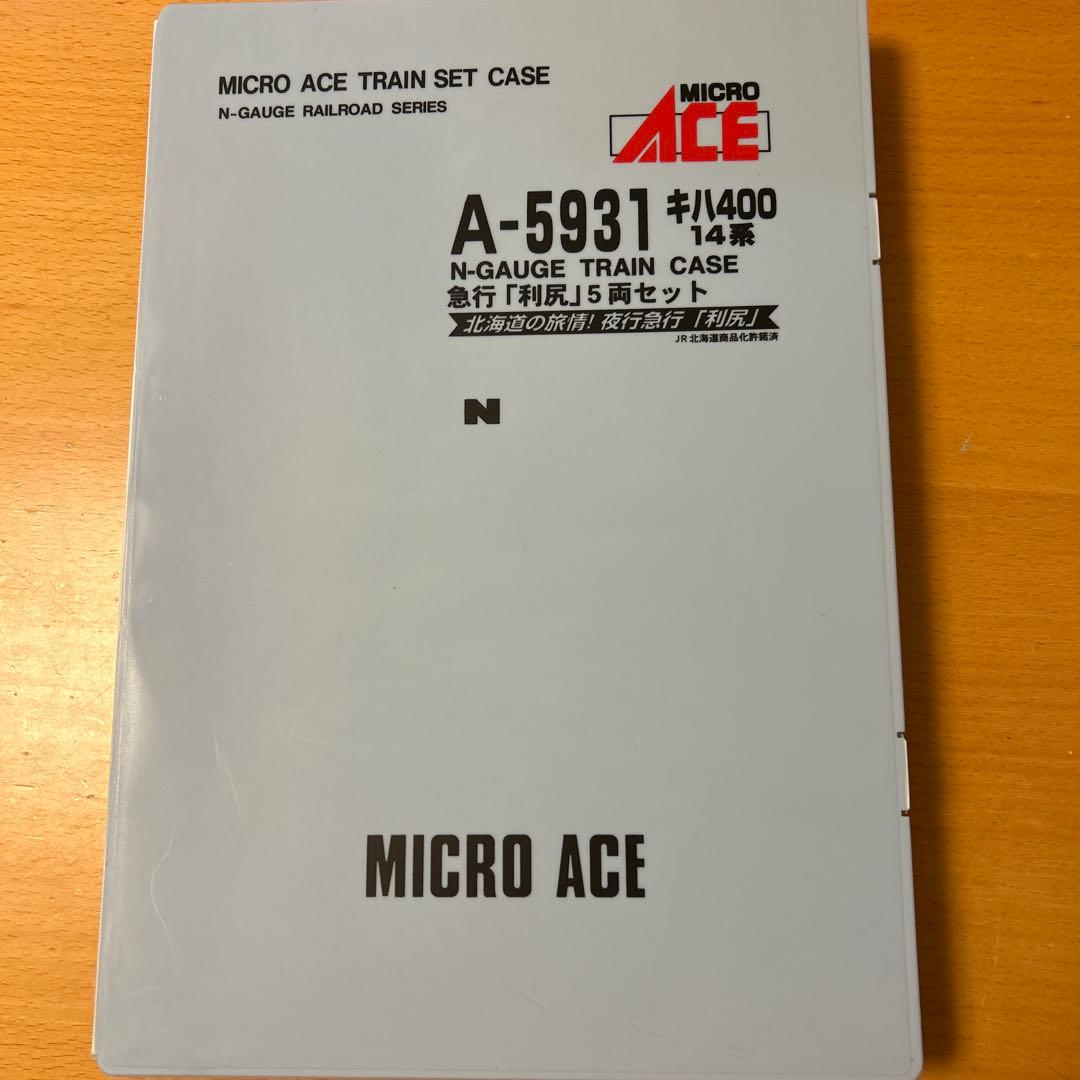 MICRO ACE TRAIN SET CASE
N-GAUGE RAILROAD SERIES
MICRO
ACE
A-5931 キハ400
14系
N-GAUGE TRAIN CASE
急行「利尻」5両セット
北海道の旅情!夜行急行「利尻」
JR北海道商品化許諾済
N
MICRO ACE